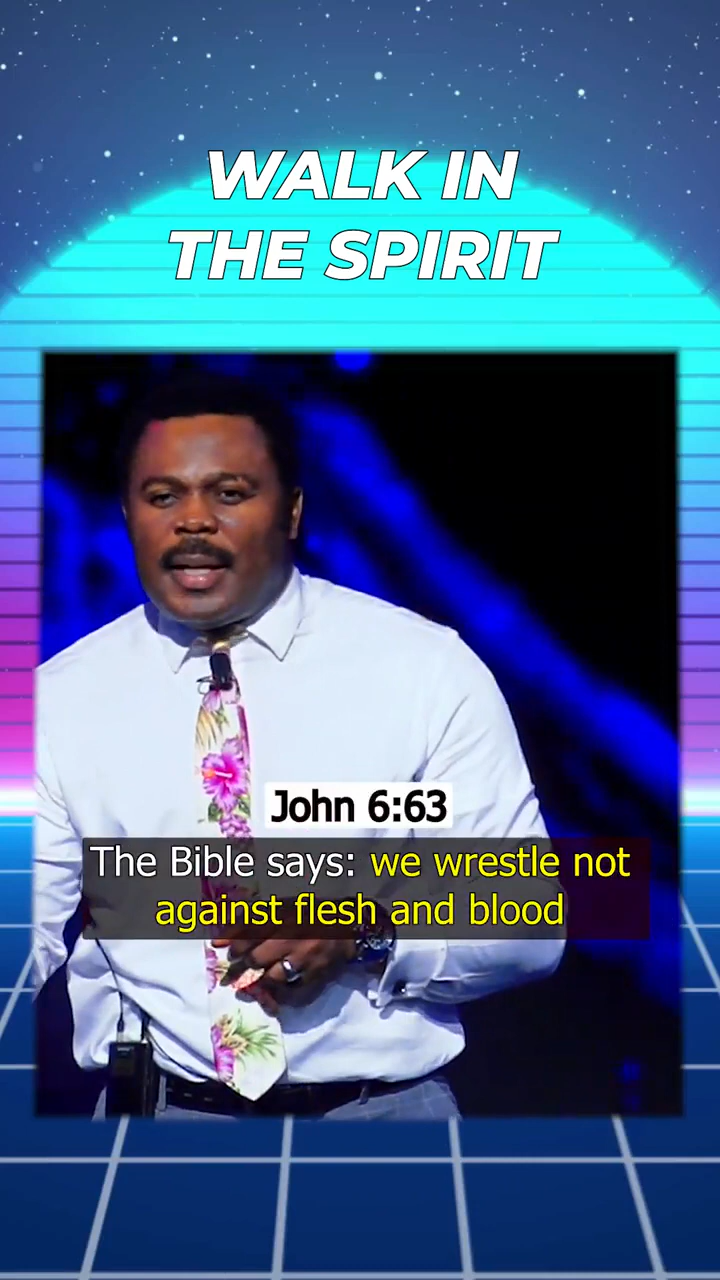 WALK IN
THE SPIRIT
John 6:63
The Bible says: we wrestle not
against flesh and blood